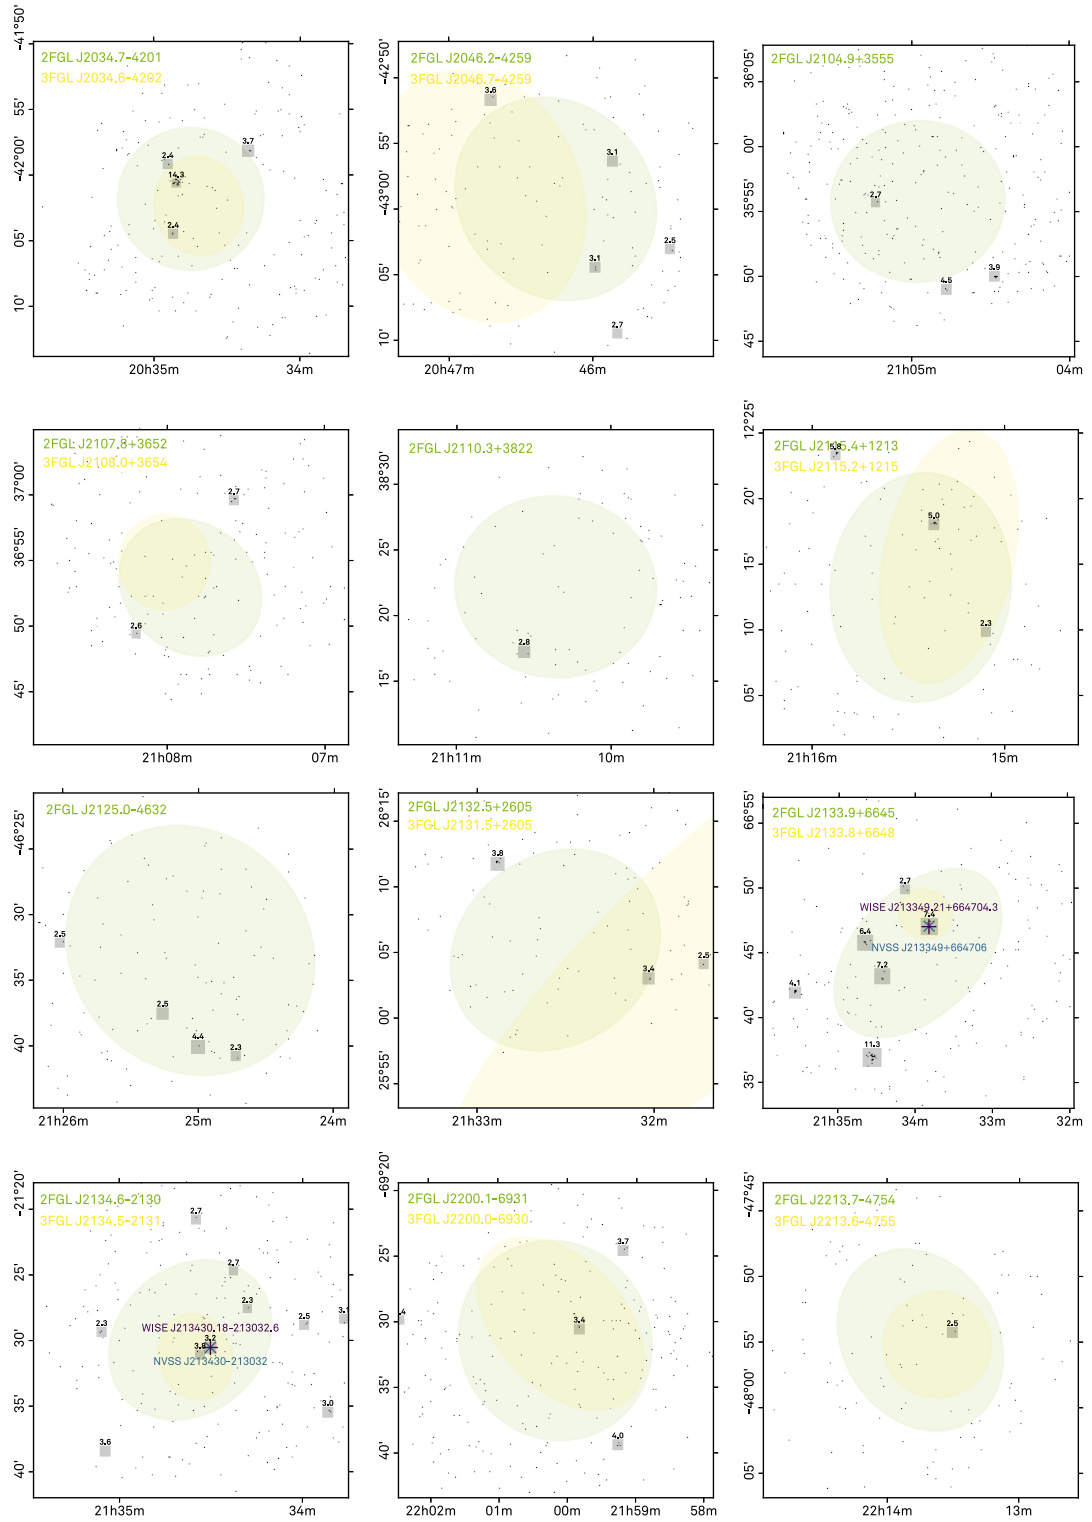 2FGL J2034.7-4201
3FGL J2034.6-4202
-41°50'
55'
-42°00'
05'
10'
3.7
2.4
14.3
2.4
20h35m
34m
2FGL J2046.2-4259
3FGL J2046.7-4259
-42°50'
55'
-43°00'
05'
10'
3.6
3.1
2.5
3.1
2.7
20h47m
46m
2FGL J2104.9+3555
36°05'
00'
35°55'
50'
45'
2.7
3.9
4.5
21h05m
04m
2FGL J2107.8+3652
3FGL J2108.0+3654
37°00'
36°55'
50'
45'
2.7
2.6
21h08m
07m
2FGL J2110.3+3822
38°30'
25'
20'
15'
2.8
21h11m
10m
2FGL J2115.4+1213
3FGL J2115.2+1215
12°25'
20'
15'
10'
05'
5.8
5.0
2.3
21h16m
15m
2FGL J2125.0-4632
-46°25'
30'
35'
40'
2.5
2.5
4.4
2.3
21h26m
25m
24m
2FGL J2132.5+2605
3FGL J2131.5+2605
26°15'
10'
05'
00'
25°55'
3.8
2.5
3.4
21h33m
32m
2FGL J2133.9+6645
3FGL J2133.8+6648
66°55'
50'
45'
40'
35'
2.7
WISE J213349.21+664704.3
7.4
6.4
NVSS J213349+664706
7.2
4.1
11.3
21h35m
34m
33m
32m
2FGL J2134.6-2130
3FGL J2134.5-2131
-21°20'
25'
30'
35'
40'
2.7
2.7
2.3
2.5
3.1
2.3
WISE J213430.18-213032.6
3.2
3.8
NVSS J213430-213032
3.0
3.6
21h35m
34m
2FGL J2200.1-6931
3FGL J2200.0-6930
-69°20'
25'
30'
35'
40'
3.7
.4
3.4
4.0
22h02m
01m
00m
21h59m
58m
2FGL J2213.7-4754
3FGL J2213.6-4755
-47°45'
50'
55'
-48°00'
05'
2.5
22h14m
13m